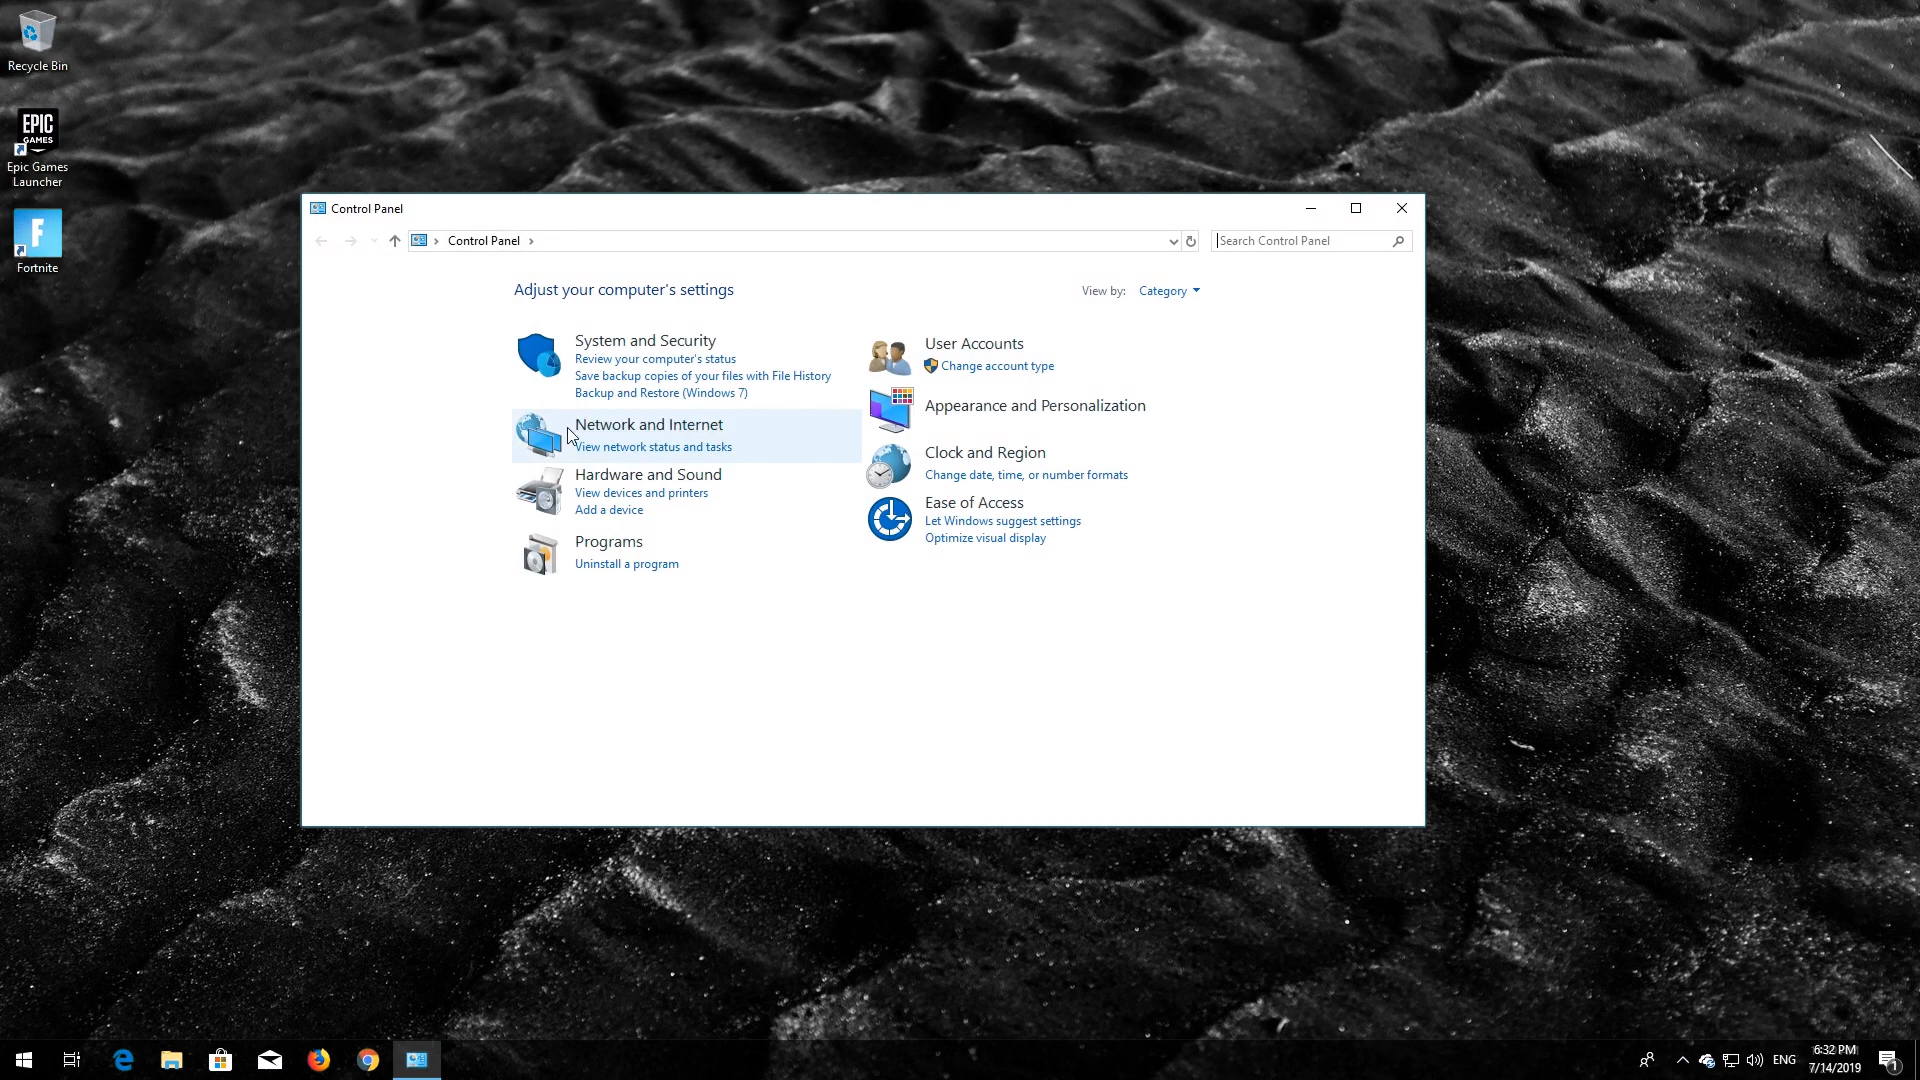 Recycle Bin
EPIC
GAMES
Epic Games
Launcher
F
Fortnite
Control Panel
Control Panel
Search Control Panel
Adjust your computer's settings
View by: Category
System and Security
Review your computer's status
Save backup copies of your files with File History
Backup and Restore (Windows 7)
Network and Internet
View network status and tasks
Hardware and Sound
View devices and printers
Add a device
Programs
Uninstall a program
User Accounts
Change account type
Appearance and Personalization
Clock and Region
Change date, time, or number formats
Ease of Access
Let Windows suggest settings
Optimize visual display
ENG
6:32 PM
7/14/2019
1